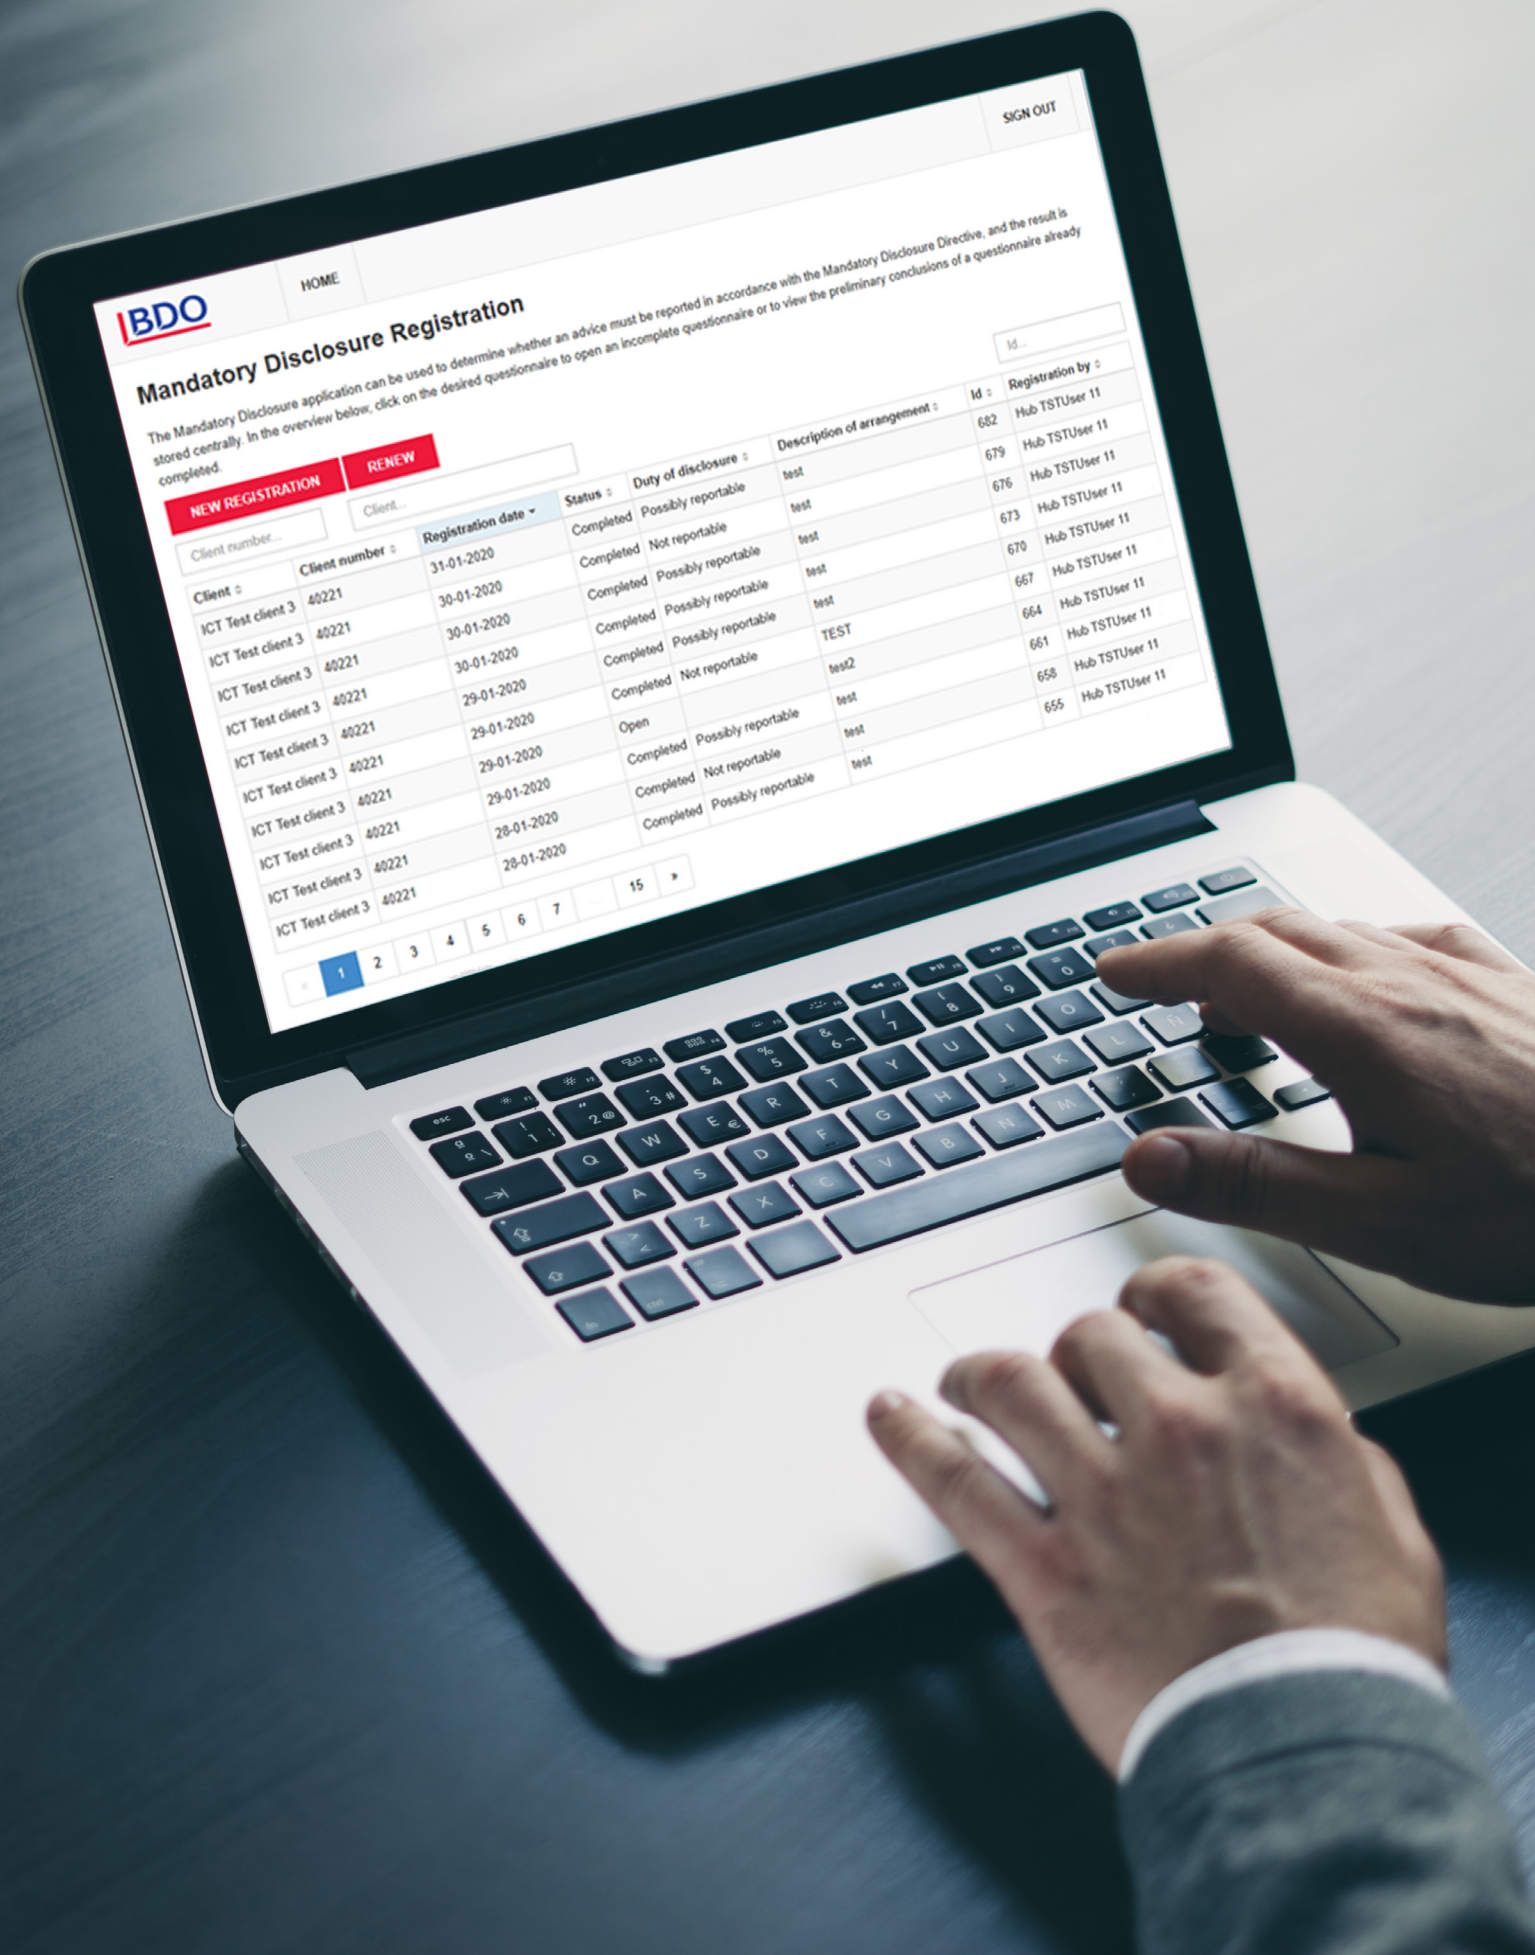 BDO HOME SIGN OUT
Mandatory Disclosure Registration
The Mandatory Disclosure application can be used to determine whether an advice must be reported in accordance with the Mandatory Disclosure Directive, and the result is
stored centrally. In the overview below, click on the desired questionnaire to open an incomplete questionnaire or to view the preliminary conclusions of a questionnaire already
completed.
NEW REGISTRATION RENEW
Client number... Client... Id...
Client Client number Registration date Status Duty of disclosure Description of arrangement Id Registration by
ICT Test client 3 40221 31-01-2020 Completed Possibly reportable test 682 Hub TSTUser 11
ICT Test client 3 40221 30-01-2020 Completed Not reportable test 679 Hub TSTUser 11
ICT Test client 3 40221 30-01-2020 Completed Possibly reportable test 676 Hub TSTUser 11
ICT Test client 3 40221 30-01-2020 Completed Possibly reportable test 673 Hub TSTUser 11
ICT Test client 3 40221 29-01-2020 Completed Possibly reportable test 670 Hub TSTUser 11
ICT Test client 3 40221 29-01-2020 Completed Not reportable TEST 667 Hub TSTUser 11
ICT Test client 3 40221 29-01-2020 Open test2 664 Hub TSTUser 11
ICT Test client 3 40221 29-01-2020 Completed Possibly reportable test 661 Hub TSTUser 11
ICT Test client 3 40221 28-01-2020 Completed Not reportable test 658 Hub TSTUser 11
ICT Test client 3 40221 28-01-2020 Completed Possibly reportable test 655 Hub TSTUser 11
« 1 2 3 4 5 6 7 ... 15 »
esc
1 2 @ 3 # 4 5 6 7 8 9 0
Q W E € R T Y U I O
A S D F G H J K L Ñ
Z X C V B N M
fn ctrl